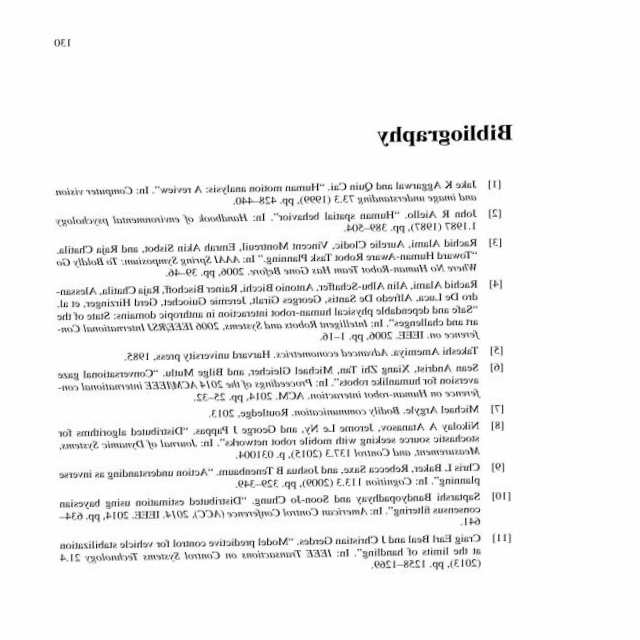 130
Bibliography
[1] Jake K Aggarwal and Quin Cai. “Human motion analysis: A review”. In: Computer vision
and image understanding 73.3 (1999), pp. 428–440.
[2] John R Aiello. “Human spatial behavior”. In: Handbook of environmental psychology
1.1987 (1987), pp. 389–504.
[3] Rachid Alami, Aurelie Clodic, Vincent Montreuil, Emrah Akin Sisbot, and Raja Chatila.
“Toward Human-Aware Robot Task Planning.” In: AAAI Spring Symposium: To Boldly Go
Where No Human-Robot Team Has Gone Before. 2006, pp. 39–46.
[4] Rachid Alami, Alin Albu-Schaffer, Antonio Bicchi, Rainer Bischoff, Raja Chatila, Alessan-
dro De Luca, Alfredo De Santis, Georges Giralt, Jeremie Guiochet, Gerd Hirzinger, et al.
“Safe and dependable physical human-robot interaction in anthropic domains: State of the
art and challenges”. In: Intelligent Robots and Systems, 2006 IEEE/RSJ International Con-
ference on. IEEE. 2006, pp. 1–16.
[5] Takeshi Amemiya. Advanced econometrics. Harvard university press, 1985.
[6] Sean Andrist, Xiang Zhi Tan, Michael Gleicher, and Bilge Mutlu. “Conversational gaze
aversion for humanlike robots”. In: Proceedings of the 2014 ACM/IEEE international con-
ference on Human-robot interaction. ACM. 2014, pp. 25–32.
[7] Michael Argyle. Bodily communication. Routledge, 2013.
[8] Nikolay A Atanasov, Jerome Le Ny, and George J Pappas. “Distributed algorithms for
stochastic source seeking with mobile robot networks”. In: Journal of Dynamic Systems,
Measurement, and Control 137.3 (2015), p. 031004.
[9] Chris L Baker, Rebecca Saxe, and Joshua B Tenenbaum. “Action understanding as inverse
planning”. In: Cognition 113.3 (2009), pp. 329–349.
[10] Saptarshi Bandyopadhyay and Soon-Jo Chung. “Distributed estimation using bayesian
consensus filtering”. In: American Control Conference (ACC), 2014. IEEE. 2014, pp. 634–
641.
[11] Craig Earl Beal and J Christian Gerdes. “Model predictive control for vehicle stabilization
at the limits of handling”. In: IEEE Transactions on Control Systems Technology 21.4
(2013), pp. 1258–1269.